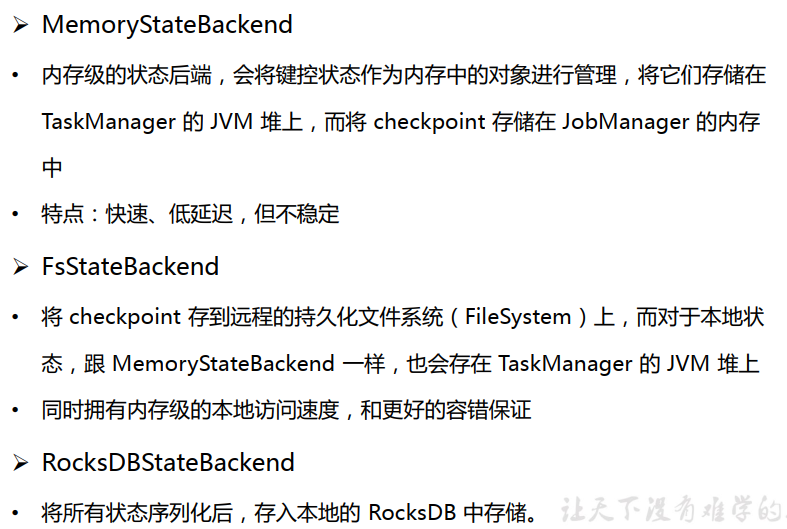 ➢ MemoryStateBackend
• 内存级的状态后端，会将键控状态作为内存中的对象进行管理，将它们存储在
TaskManager 的 JVM 堆上，而将 checkpoint 存储在 JobManager 的内存
中
• 特点：快速、低延迟，但不稳定
➢ FsStateBackend
• 将 checkpoint 存到远程的持久化文件系统（FileSystem）上，而对于本地状
态，跟 MemoryStateBackend 一样，也会存在 TaskManager 的 JVM 堆上
• 同时拥有内存级的本地访问速度，和更好的容错保证
➢ RocksDBStateBackend
• 将所有状态序列化后，存入本地的 RocksDB 中存储。
让天下没有难学的